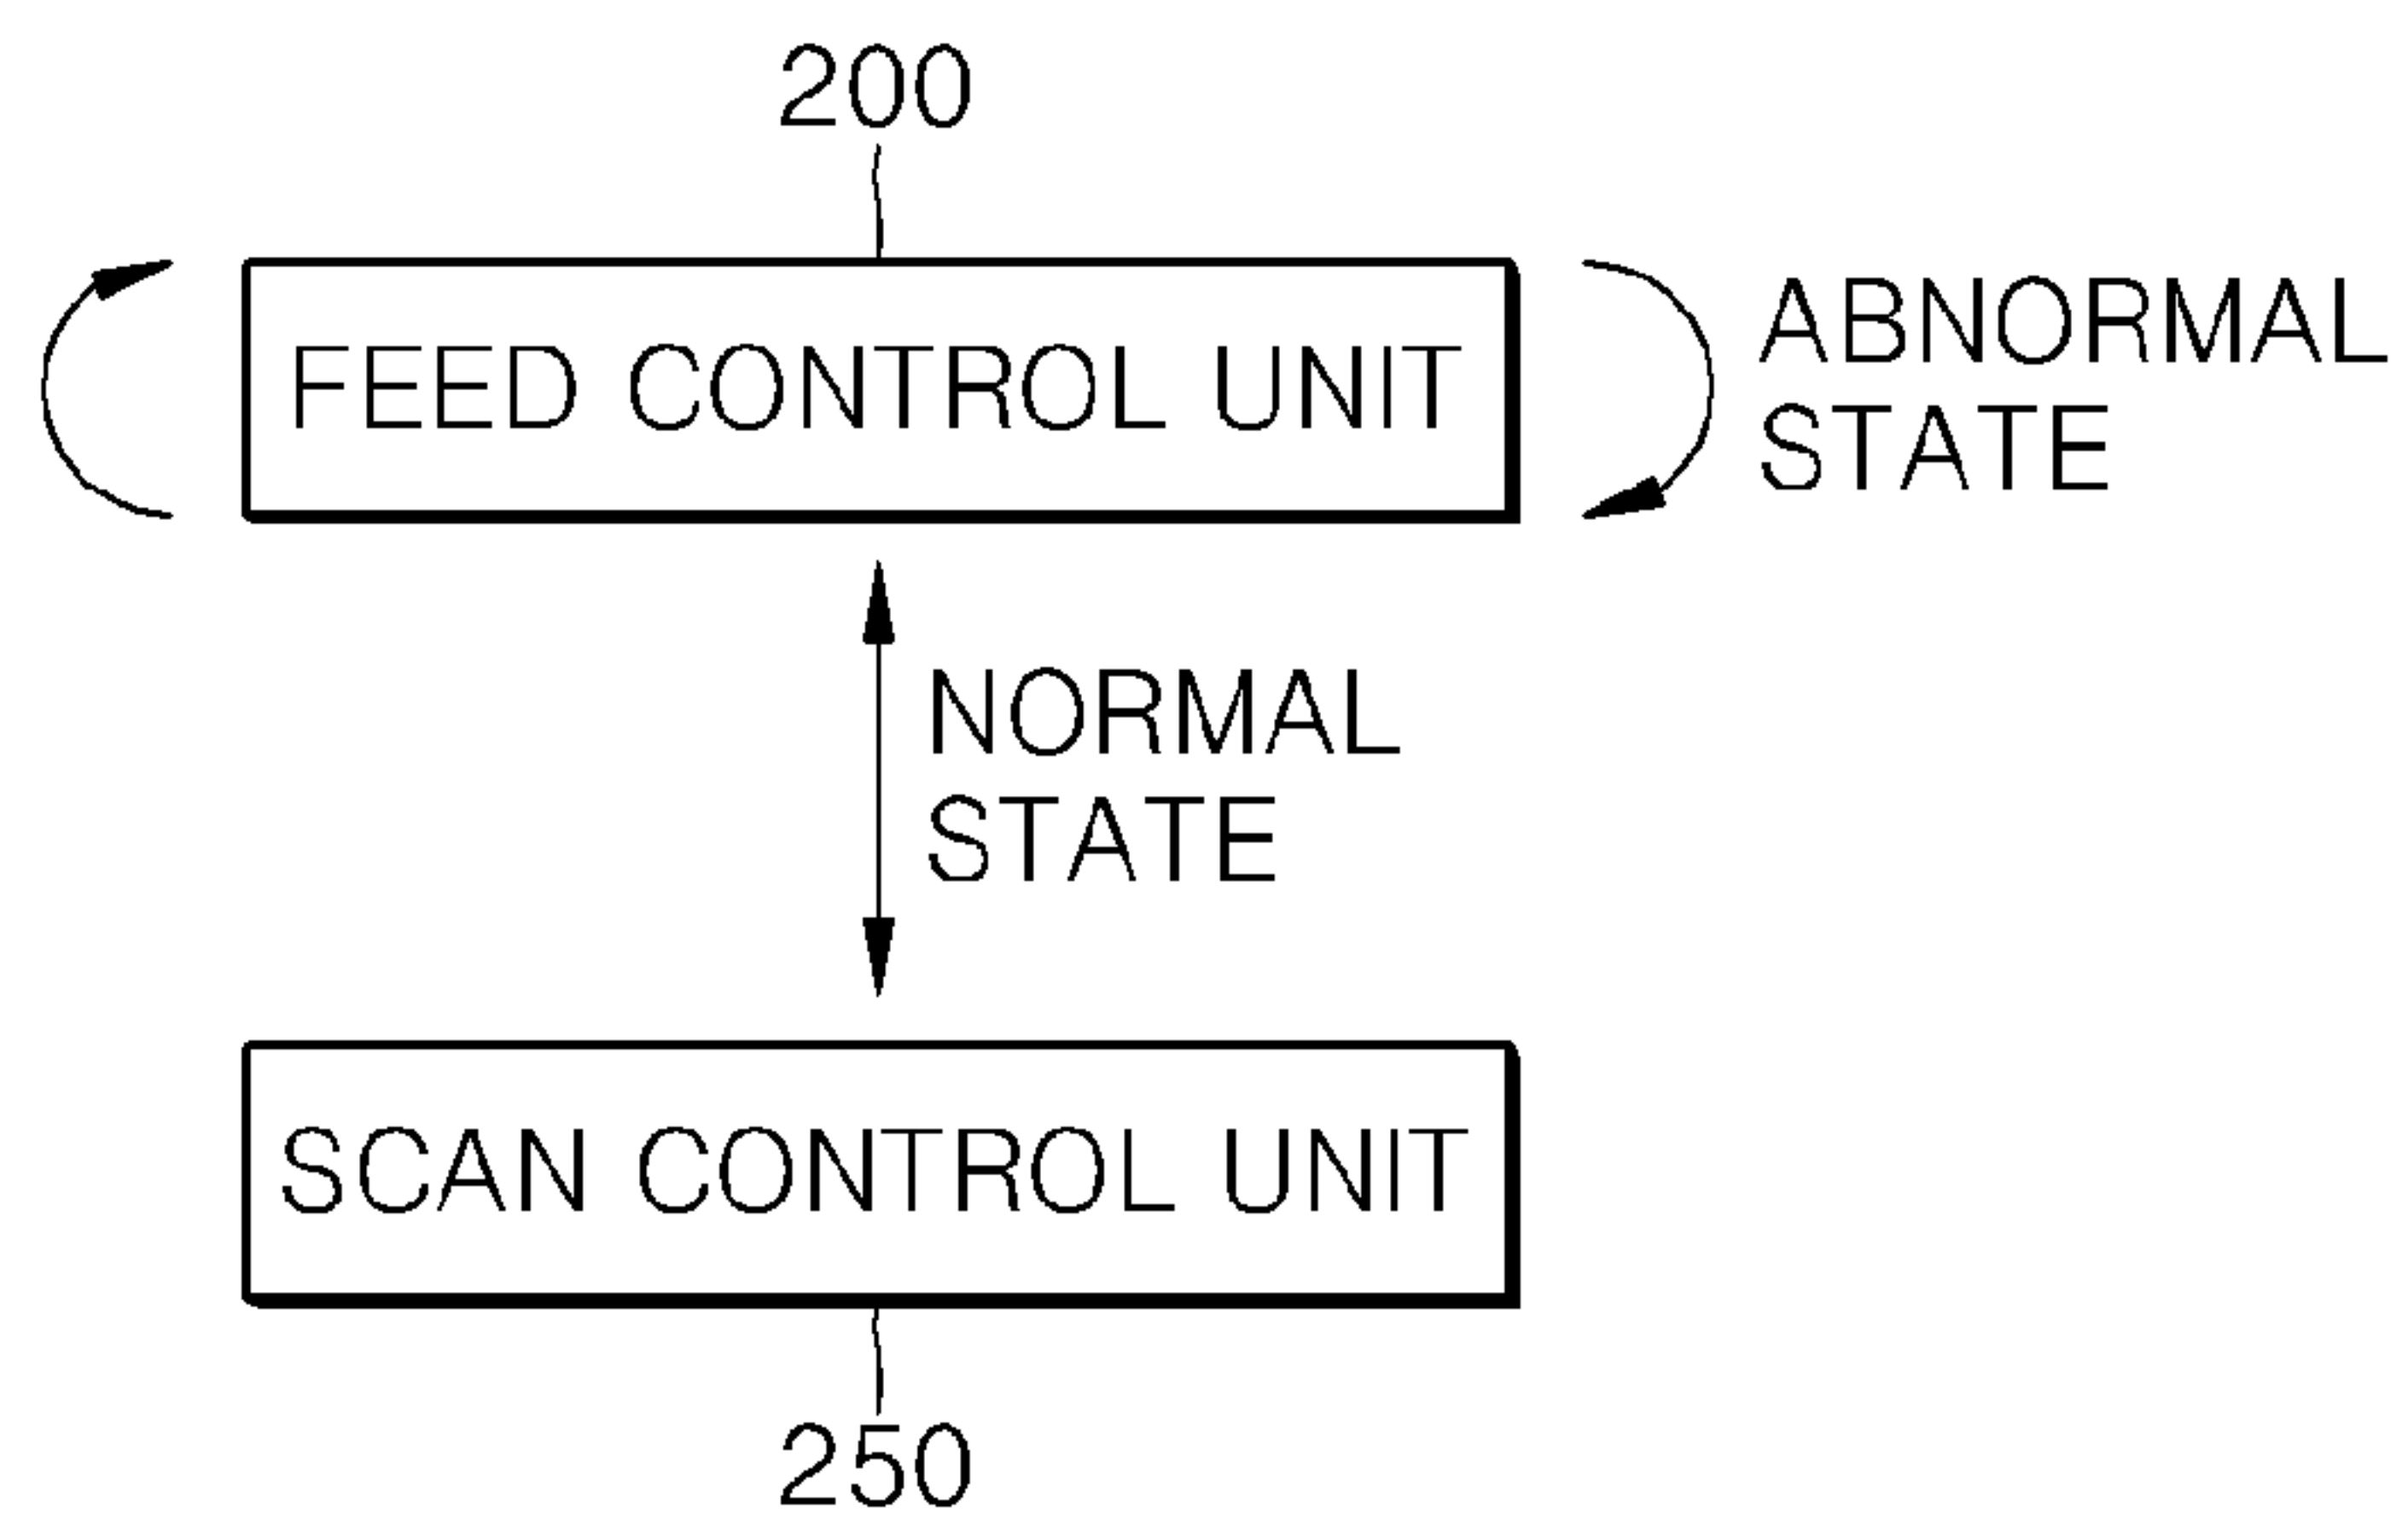 200
FEED CONTROL UNIT
ABNORMAL
STATE
NORMAL
STATE
SCAN CONTROL UNIT
250